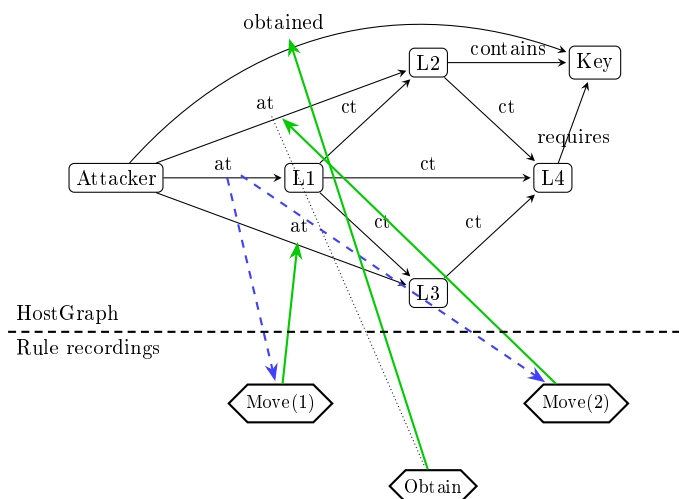 obtained
L2
contains
Key
at
ct
ct
requires
Attacker
at
L1
ct
L4
at
ct
ct
L3
HostGraph
Rule recordings
Move(1)
Move(2)
Obtain